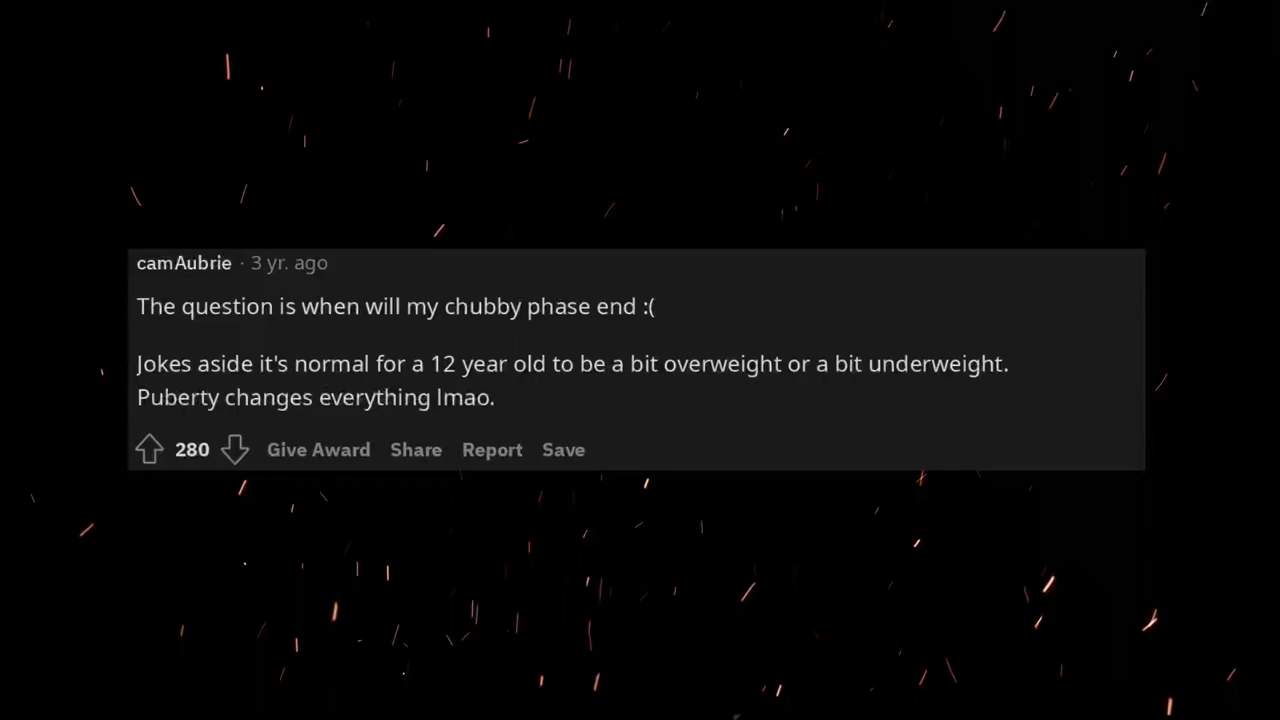 camAubrie · 3 yr. ago
The question is when will my chubby phase end :(
Jokes aside it's normal for a 12 year old to be a bit overweight or a bit underweight.
Puberty changes everything lmao.
280 Give Award Share Report Save